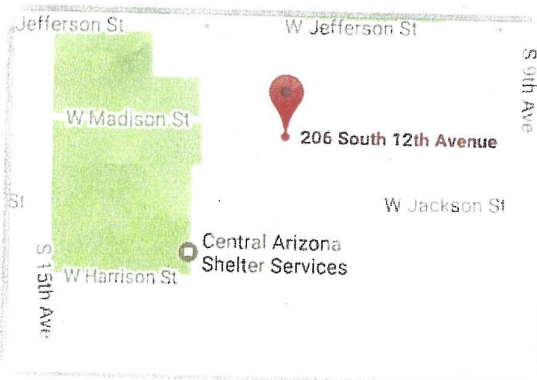 Jefferson St
W Jefferson St
S 9th Ave
W Madison St
206 South 12th Avenue
St
W Jackson St
Central Arizona
Shelter Services
S 15th Ave
W Harrison St